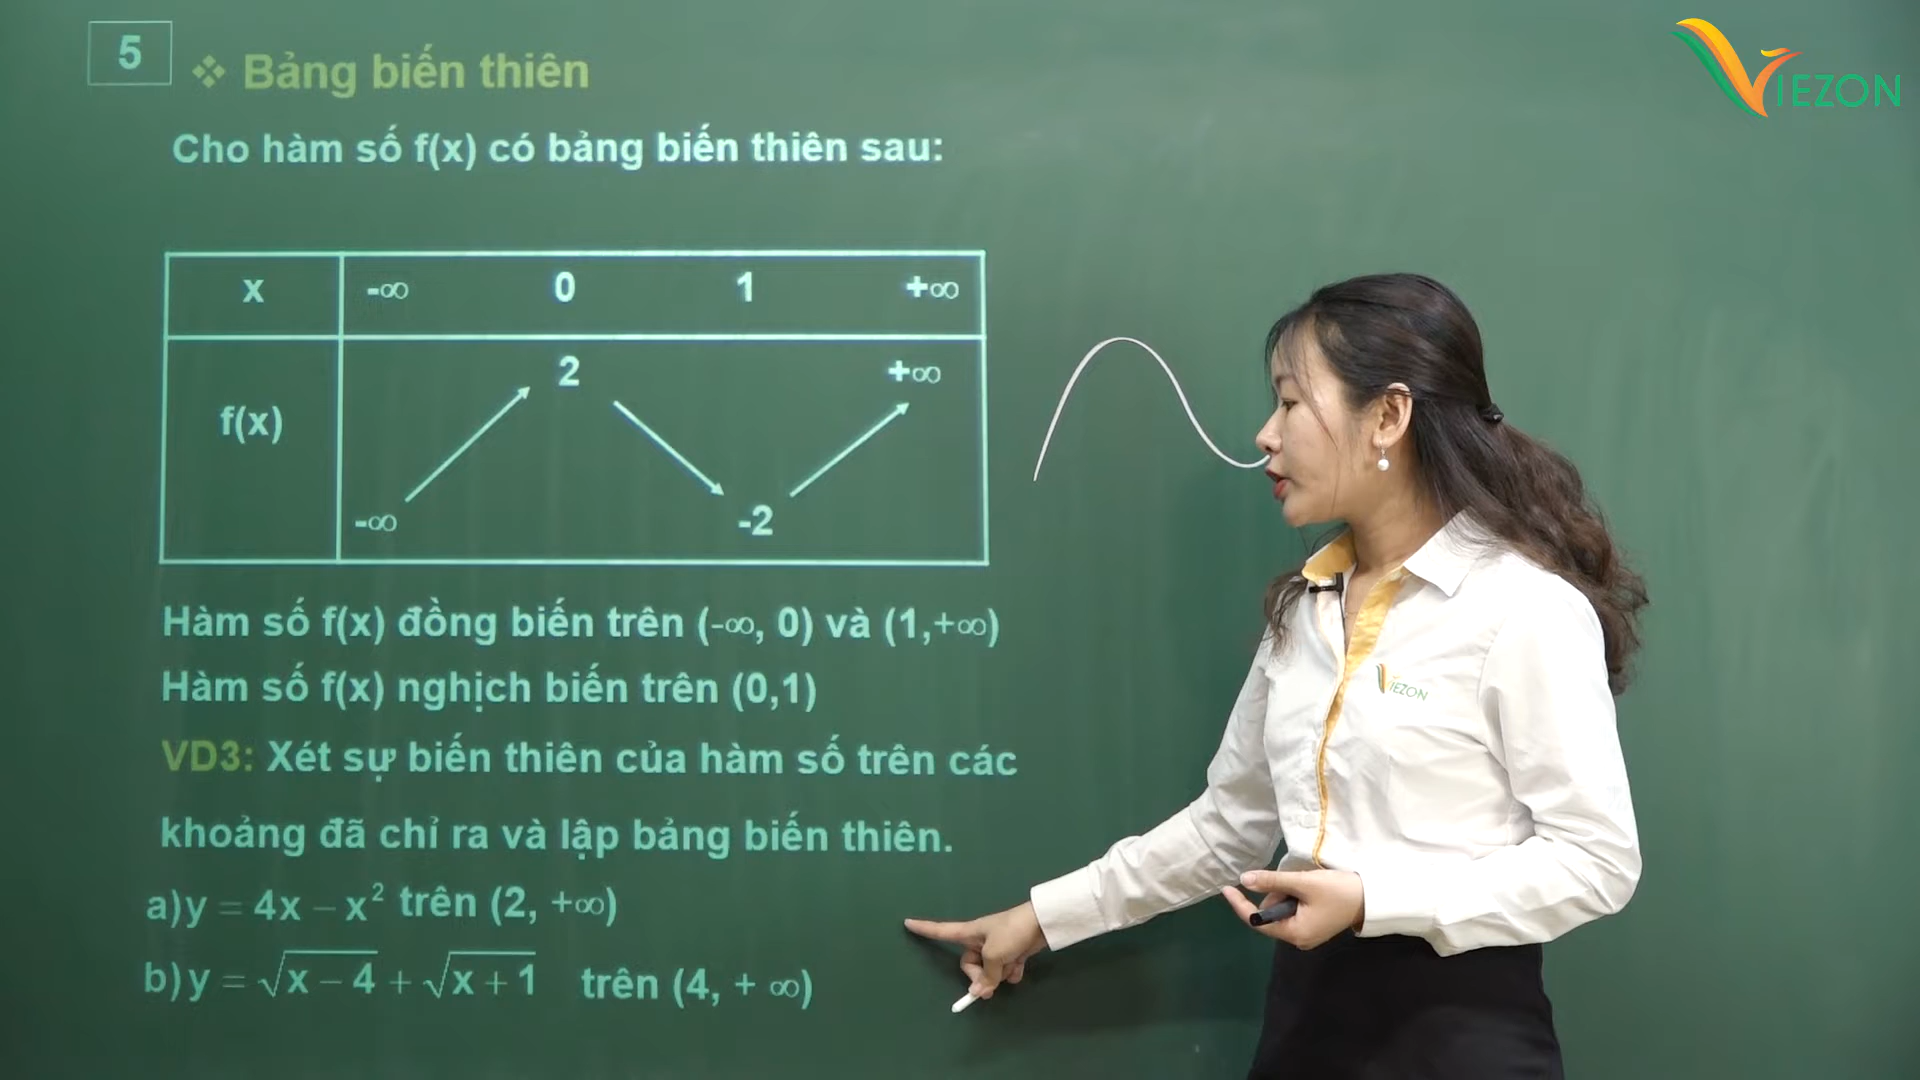 5
❖ Bảng biến thiên
VIEZON
Cho hàm số f(x) có bảng biến thiên sau:
x -∞ 0 1 +∞
f(x) -∞ 2 -2 +∞
Hàm số f(x) đồng biến trên (-∞, 0) và (1,+∞)
Hàm số f(x) nghịch biến trên (0,1)
VIEZON
VD3: Xét sự biến thiên của hàm số trên các
khoảng đã chỉ ra và lập bảng biến thiên.
a)y = 4x – x² trên (2, +∞)
b)y = √(x – 4) + √(x + 1) trên (4, + ∞)